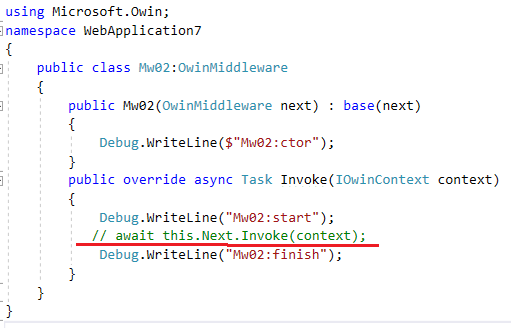 using Microsoft.Owin;
namespace WebApplication7
{
    public class Mw02:OwinMiddleware
    {
        public Mw02(OwinMiddleware next) : base(next)
        {
            Debug.WriteLine($"Mw02:ctor");
        }
        public override async Task Invoke(IOwinContext context)
        {
            Debug.WriteLine("Mw02:start");
           // await this.Next.Invoke(context);
            Debug.WriteLine("Mw02:finish");
        }
    }
}